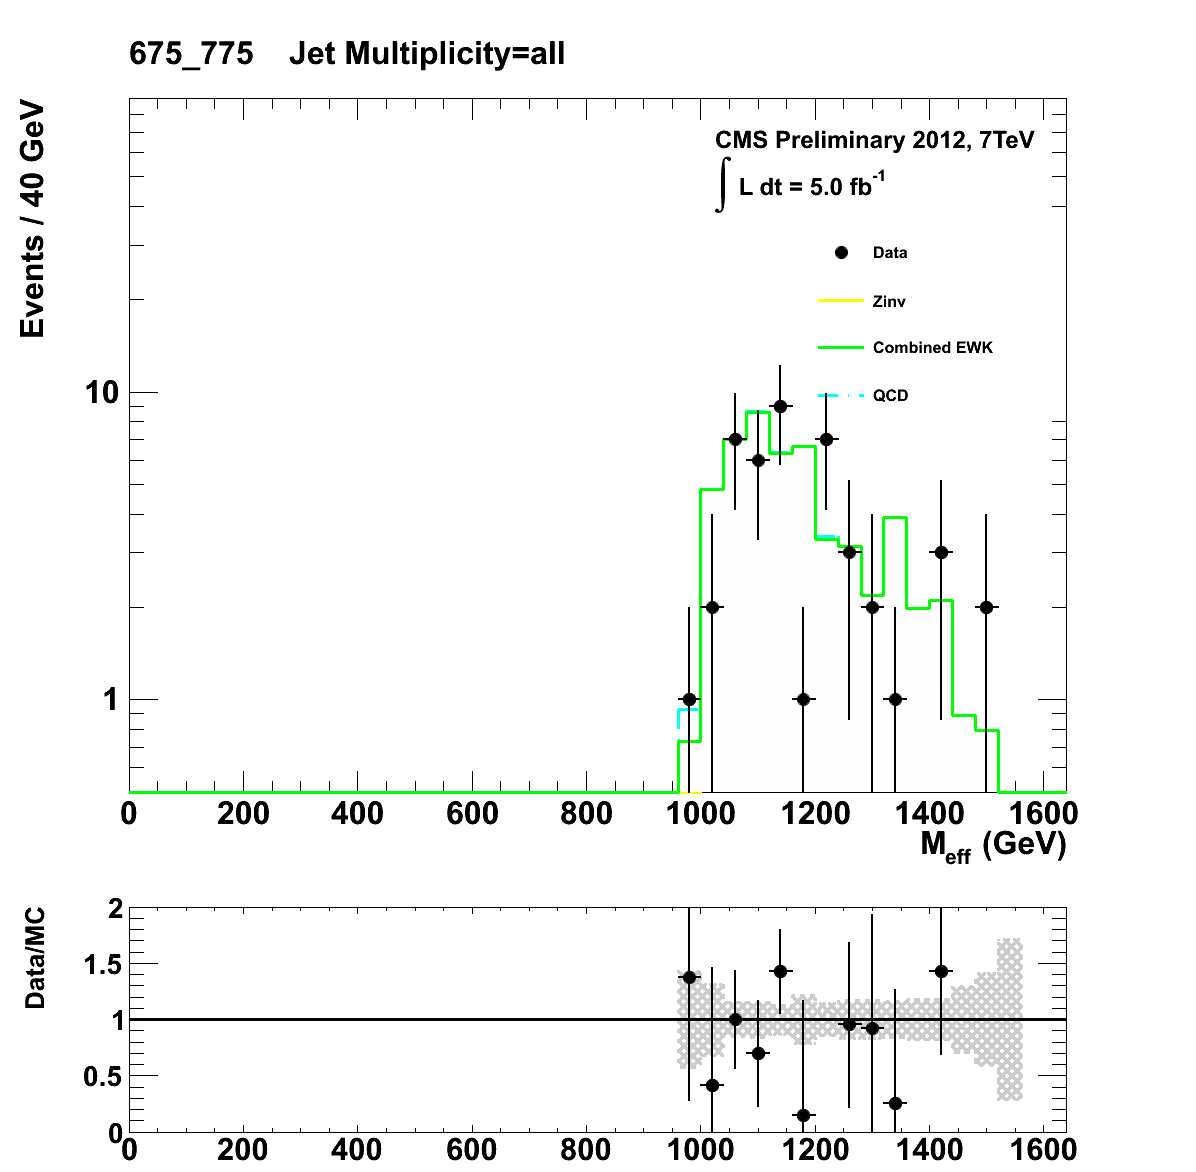 675_775    Jet Multiplicity=all
Events / 40 GeV
CMS Preliminary 2012, 7TeV
∫ L dt = 5.0 fb⁻¹
Data
Zinv
Combined EWK
QCD
10
1
0 200 400 600 800 1000 1200 1400 1600
M_eff (GeV)
Data/MC
2
1.5
1
0.5
0
0 200 400 600 800 1000 1200 1400 1600